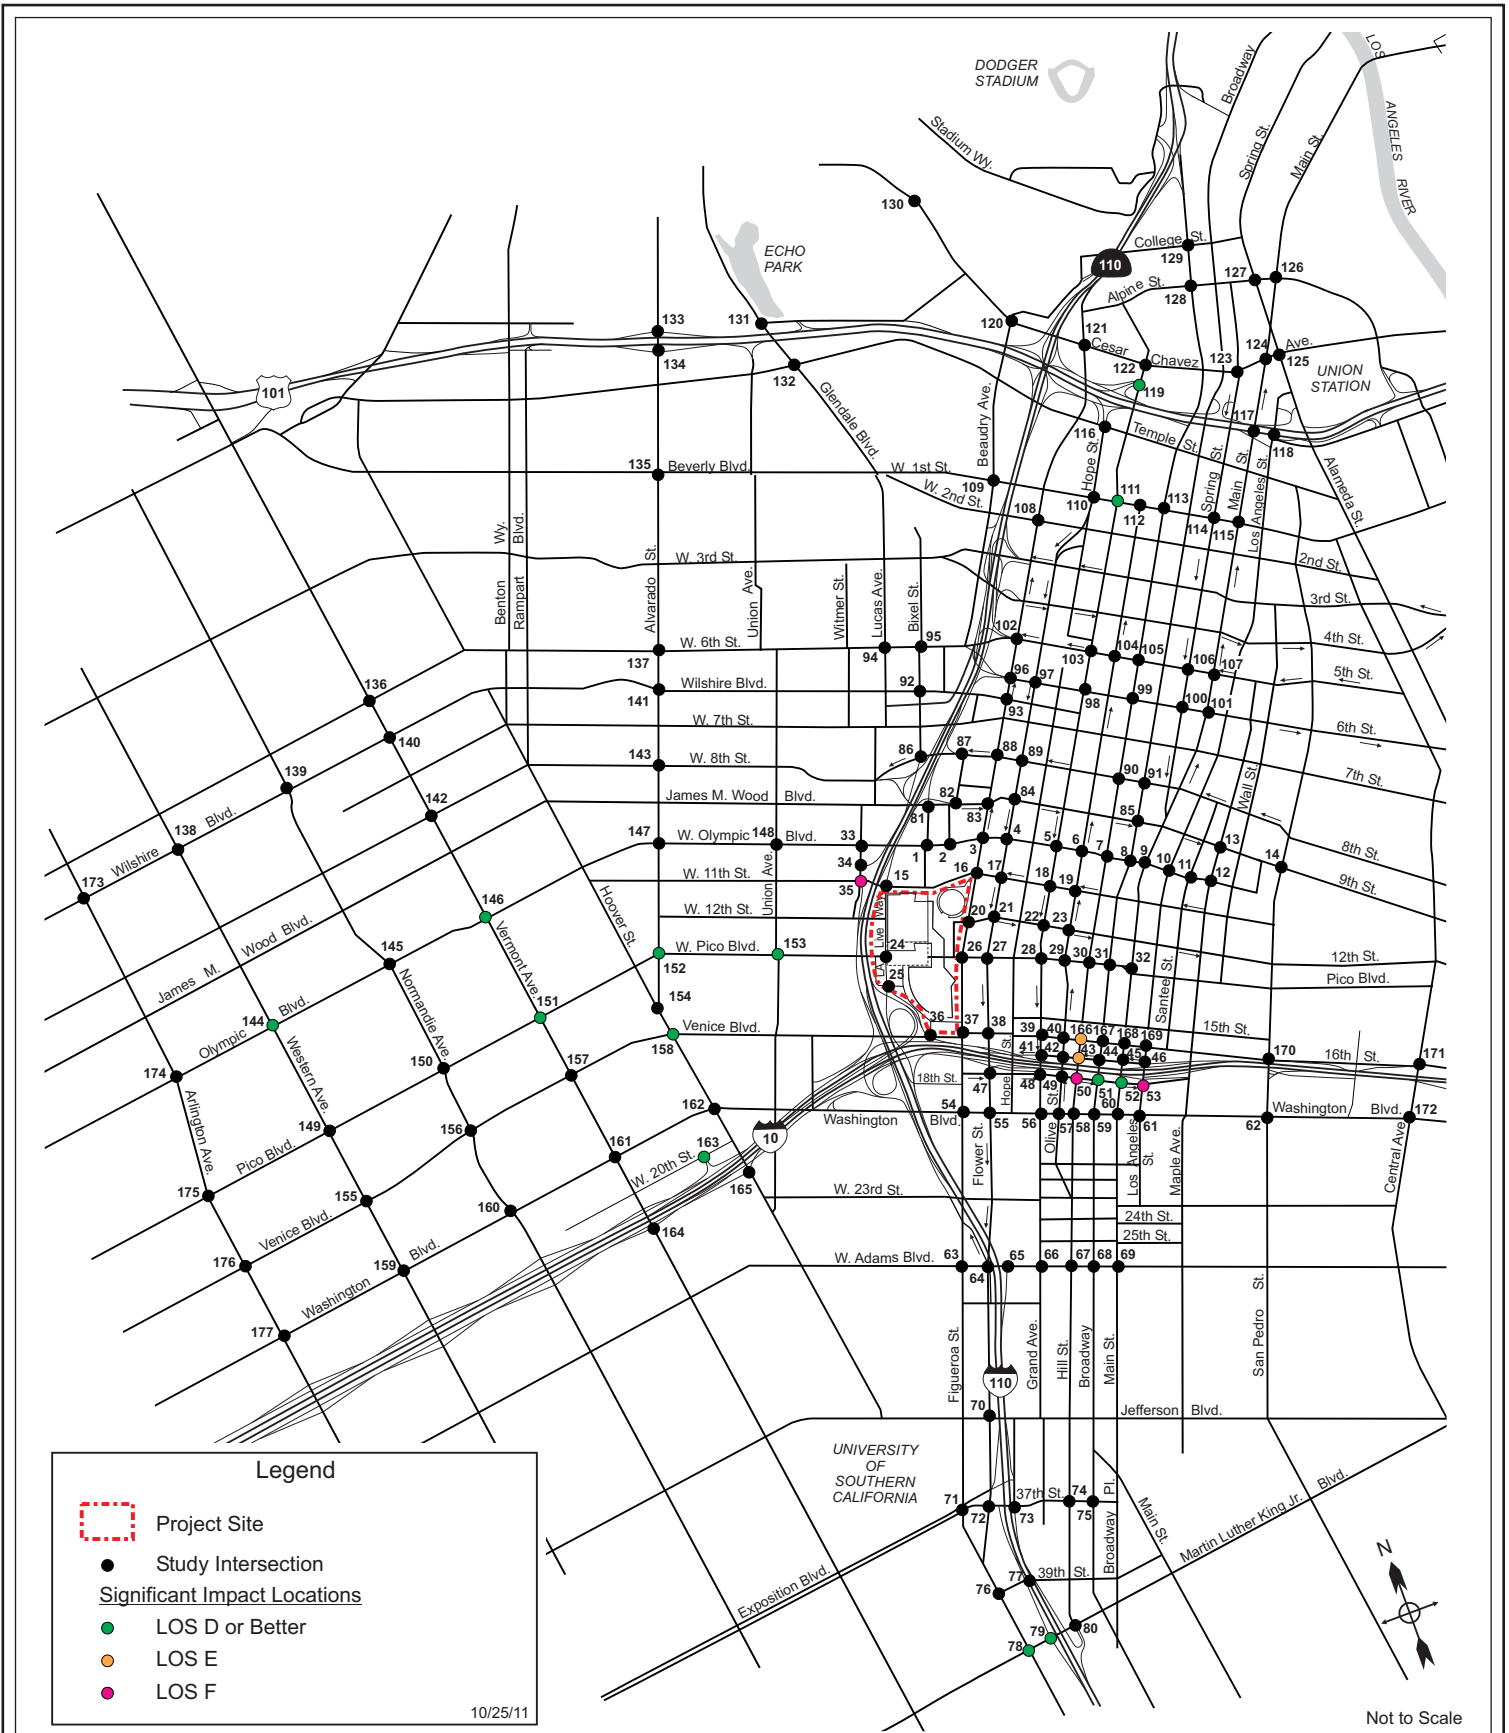 DODGER
STADIUM
LOS
ANGELES
RIVER
Broadway
Spring St.
Main St.
Stadium WY.
130
ECHO
PARK
College St.
129
110
127
126
Alpine St.
128
133
131
120
121
Cesar
Chavez
Ave.
134
132
122
123
124
125
UNION
STATION
101
119
Glendale Blvd.
Beaudry Ave.
117
116
Temple St.
118
135
Beverly Blvd.
W. 1st St.
W. 2nd St.
109
Hope St.
110
111
112
113
Spring St.
Main St.
Los Angeles St.
Alameda St.
108
114
115
Benton Wy.
Rampart Blvd.
Alvarado St.
W. 3rd St.
Union Ave.
Witmer St.
Lucas Ave.
Bixel St.
2nd St.
3rd St.
4th St.
5th St.
6th St.
7th St.
8th St.
9th St.
102
W. 6th St.
137
94
95
103
104
105
106
107
136
Wilshire Blvd.
141
92
96
97
93
98
99
100
101
W. 7th St.
140
143
W. 8th St.
86
87
88
89
90
91
139
James M. Wood Blvd.
142
82
81
83
84
85
Wall St.
138
Wilshire Blvd.
147
W. Olympic Blvd.
148
33
1
2
3
4
5
6
7
8
9
10
11
12
13
14
173
34
35
W. 11th St.
15
16
17
18
19
Union Ave.
Hoover St.
146
W. 12th St.
L.A. Live Way
20
21
22
23
James M. Wood Blvd.
Vermont Ave.
145
W. Pico Blvd.
152
153
24
25
26
27
28
29
30
31
32
12th St.
Pico Blvd.
Santee St.
Olympic Blvd.
144
Normandie Ave.
151
154
158
Venice Blvd.
36
37
38
39
40
166
167
168
169
15th St.
16th St.
170
171
41
42
43
44
45
46
Western Ave.
174
150
157
18th St.
47
Hope St.
48
49
50
51
52
53
Arlington Ave.
Pico Blvd.
149
156
162
10
Washington Blvd.
54
55
56
57
58
59
60
61
62
Washington Blvd.
172
161
163
W. 20th St.
165
Flower St.
Olive St.
Los Angeles St.
Maple Ave.
Central Ave.
175
155
160
W. 23rd St.
24th St.
25th St.
164
Venice Blvd.
176
159
Washington Blvd.
W. Adams Blvd.
63
64
65
66
67
68
69
177
Figueroa St.
110
Grand Ave.
Hill St.
Broadway
Main St.
San Pedro St.
70
Jefferson Blvd.
UNIVERSITY
OF
SOUTHERN
CALIFORNIA
71
72
73
37th St.
74
75
Broadway Pl.
Main St.
Martin Luther King Jr. Blvd.
Exposition Blvd.
76
77
39th St.
78
79
80
N
Legend
Project Site
Study Intersection
Significant Impact Locations
LOS D or Better
LOS E
LOS F
10/25/11
Not to Scale